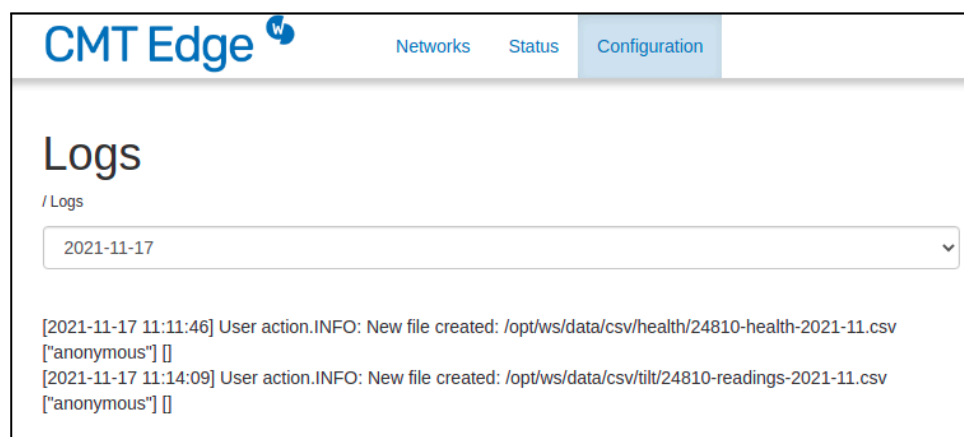 CMT Edge W
Networks Status Configuration
Logs
/ Logs
2021-11-17
[2021-11-17 11:11:46] User action.INFO: New file created: /opt/ws/data/csv/health/24810-health-2021-11.csv
["anonymous"] []
[2021-11-17 11:14:09] User action.INFO: New file created: /opt/ws/data/csv/tilt/24810-readings-2021-11.csv
["anonymous"] []